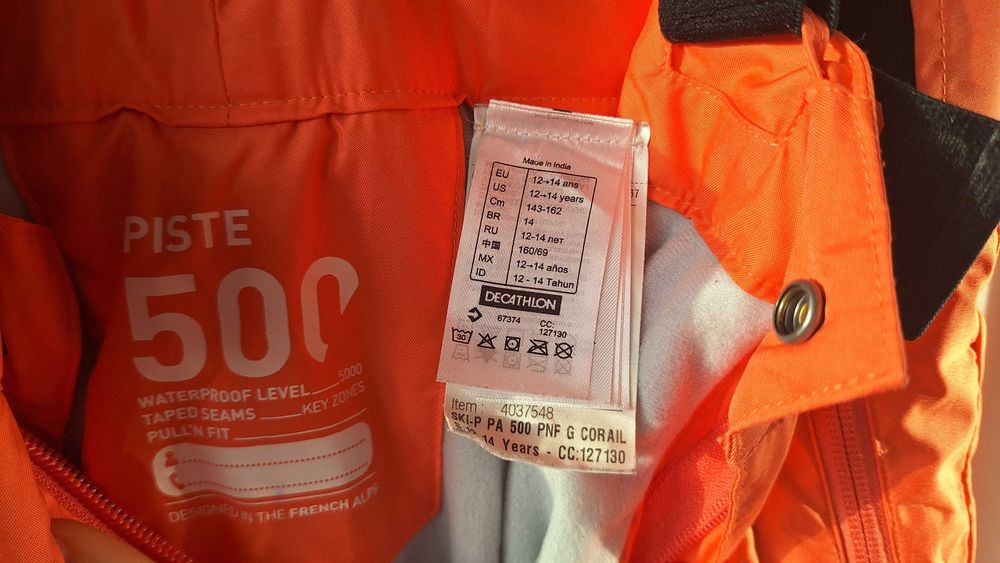 PISTE
500
WATERPROOF LEVEL 5000
TAPED SEAMS KEY ZONES
PULL'N FIT
DESIGNED IN THE FRENCH ALPS
Made in India
EU 12→14 ans
US 12→14 years
Cm 143-162
BR 14
RU 12-14 лет
中国 160/69
MX 12→14 años
ID 12 - 14 Tahun
DECATHLON
67374 CC:
127130
30
Item : 4037548
SKI-P PA 500 PNF G CORAIL
14 Years - CC:127130